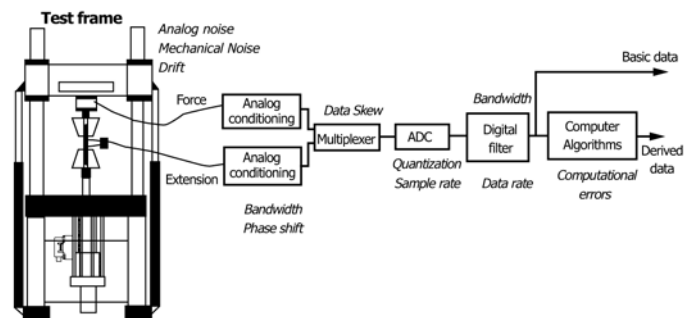 Test frame
Analog noise
Mechanical Noise
Drift
Force
Extension
Analog
conditioning
Analog
conditioning
Bandwidth
Phase shift
Data Skew
Multiplexer
ADC
Quantization
Sample rate
Bandwidth
Digital
filter
Data rate
Computer
Algorithms
Computational
errors
Basic data
Derived
data